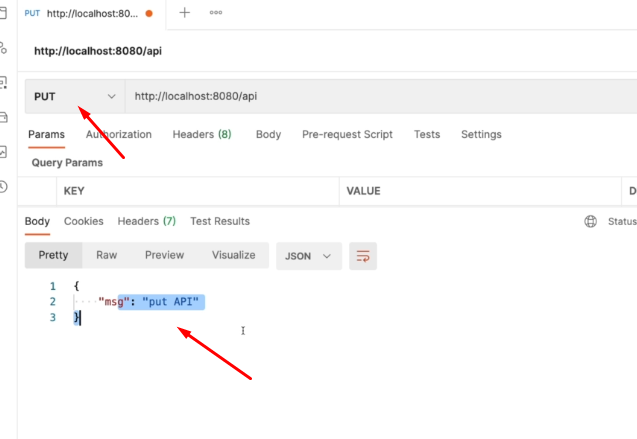 PUT http://localhost:80... + ooo
http://localhost:8080/api
PUT http://localhost:8080/api
Params Authorization Headers (8) Body Pre-request Script Tests Settings
Query Params
KEY VALUE D
Body Cookies Headers (7) Test Results Status
Pretty Raw Preview Visualize JSON
1 {
2 "msg": "put API"
3 }